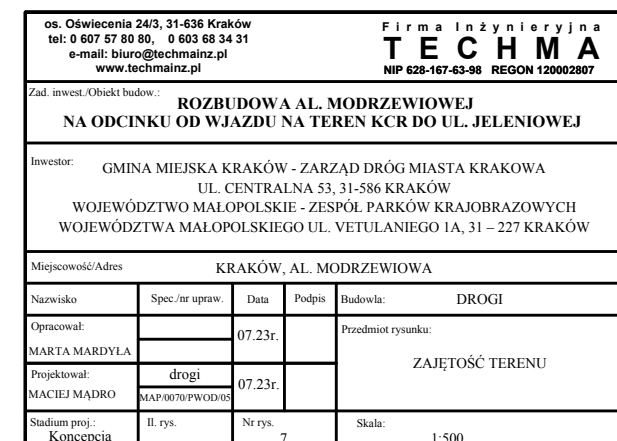 os. Oświecenia 24/3, 31-636 Kraków
tel: 0 607 57 80 80, 0 603 68 34 31
e-mail: biuro@techmainz.pl
www.techmainz.pl
Firma Inżynieryjna
TECHMA
NIP 628-167-63-98 REGON 120002807
Zad. inwest./Obiekt budow.:
ROZBUDOWA AL. MODRZEWIOWEJ
NA ODCINKU OD WJAZDU NA TEREN KCR DO UL. JELENIOWEJ
Inwestor:
GMINA MIEJSKA KRAKÓW - ZARZĄD DRÓG MIASTA KRAKOWA
UL. CENTRALNA 53, 31-586 KRAKÓW
WOJEWÓDZTWO MAŁOPOLSKIE - ZESPÓŁ PARKÓW KRAJOBRAZOWYCH
WOJEWÓDZTWA MAŁOPOLSKIEGO UL. VETULANIEGO 1A, 31 – 227 KRAKÓW
Miejscowość/Adres KRAKÓW, AL. MODRZEWIOWA
Nazwisko Spec./nr upraw. Data Podpis Budowla: DROGI
Opracował:
MARTA MARDYŁA
07.23r.
Przedmiot rysunku:
ZAJĘTOŚĆ TERENU
Projektował:
MACIEJ MĄDRO
drogi
MAP/0070/PWOD/05
07.23r.
Stadium proj.: Il. rys. Nr rys. Skala:
Koncepcja 7 1:500